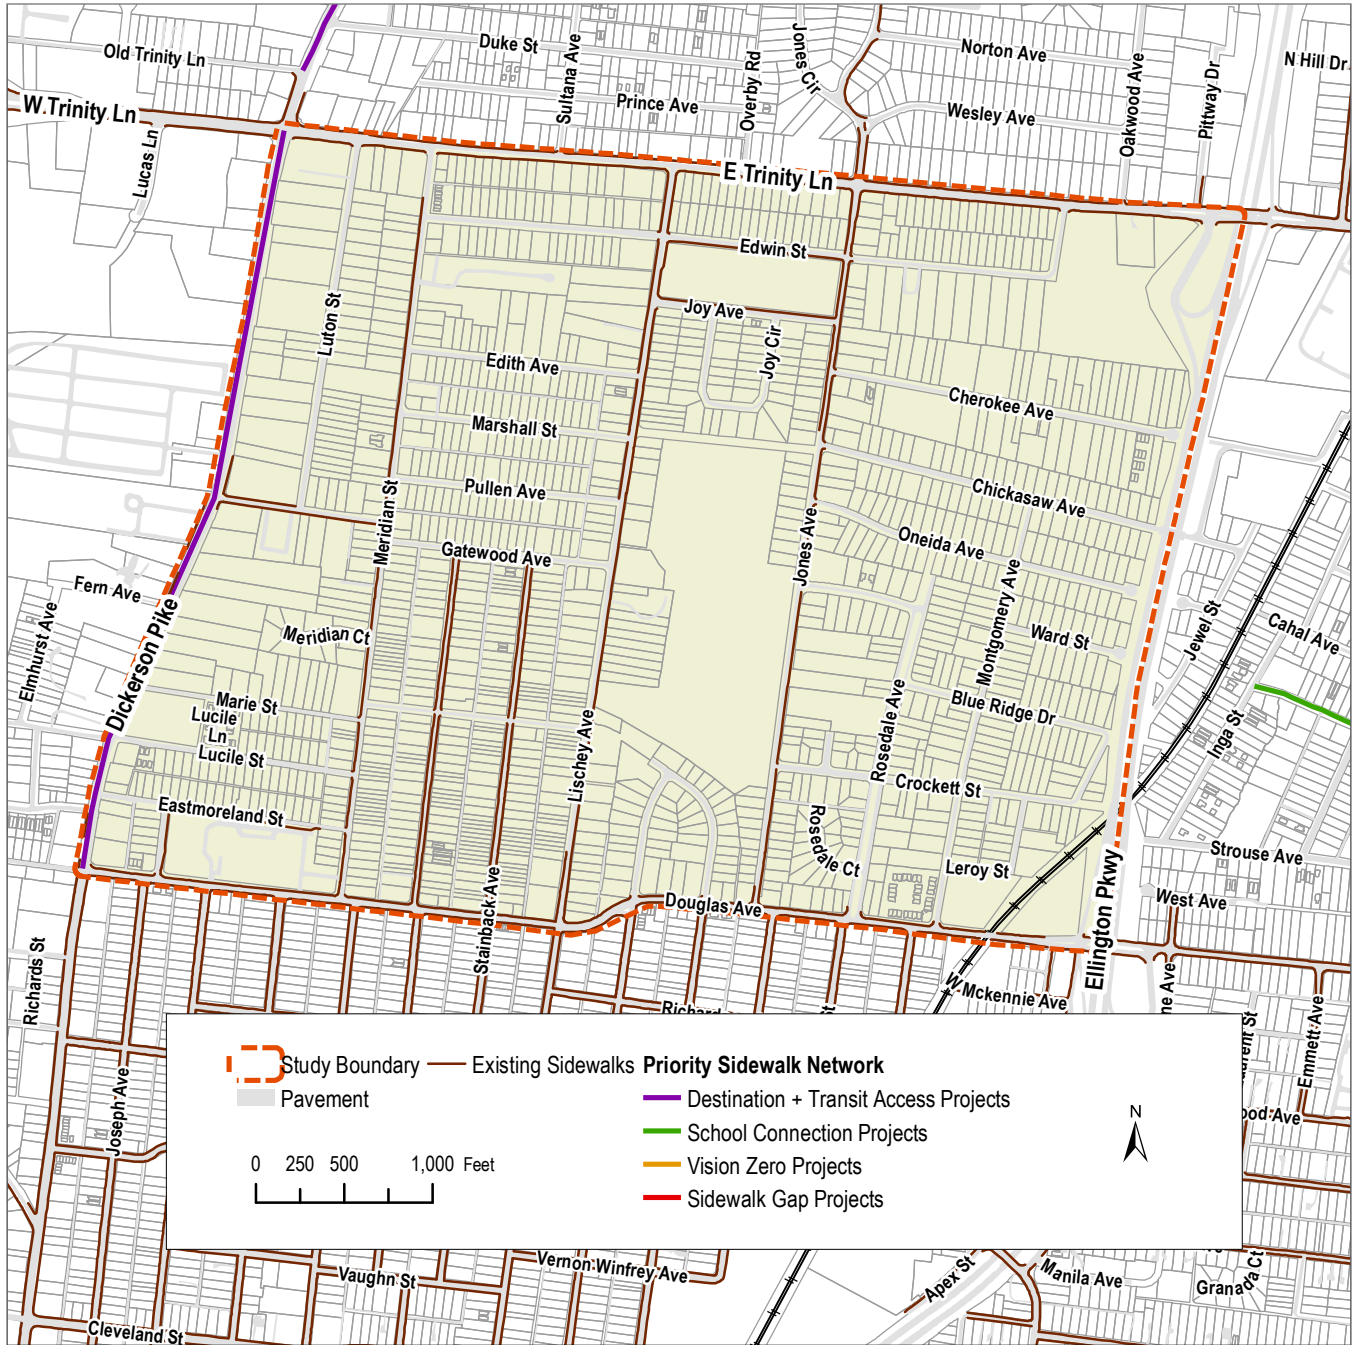 Old Trinity Ln
Duke St
Sultana Ave
Jones Cir
Norton Ave
N Hill Dr
W Trinity Ln
Prince Ave
Overby Rd
Wesley Ave
Oakwood Ave
Pittway Dr
Lucas Ln
E Trinity Ln
Edwin St
Luton St
Joy Ave
Joy Cir
Edith Ave
Cherokee Ave
Marshall St
Pullen Ave
Chickasaw Ave
Meridian St
Jones Ave
Oneida Ave
Gatewood Ave
Fern Ave
Elmhurst Ave
Montgomery Ave
Ward St
Jewel St
Cahal Ave
Meridian Ct
Dickerson Pike
Marie St
Lucile
Ln
Lucile St
Blue Ridge Dr
Rosedale Ave
Inga St
Lischey Ave
Crockett St
Eastmoreland St
Rosedale Ct
Leroy St
Strouse Ave
Stainback Ave
Douglas Ave
Ellington Pkwy
West Ave
Richards St
W Mckennie Ave
Richard
St
ne Ave
Emmett Ave
Joseph Ave
ood Ave
Study Boundary
Existing Sidewalks
Priority Sidewalk Network
Pavement
Destination + Transit Access Projects
School Connection Projects
Vision Zero Projects
Sidewalk Gap Projects
0 250 500 1,000 Feet
N
Vaughn St
Vernon Winfrey Ave
Apex St
Manila Ave
Granada Ct
Cleveland St